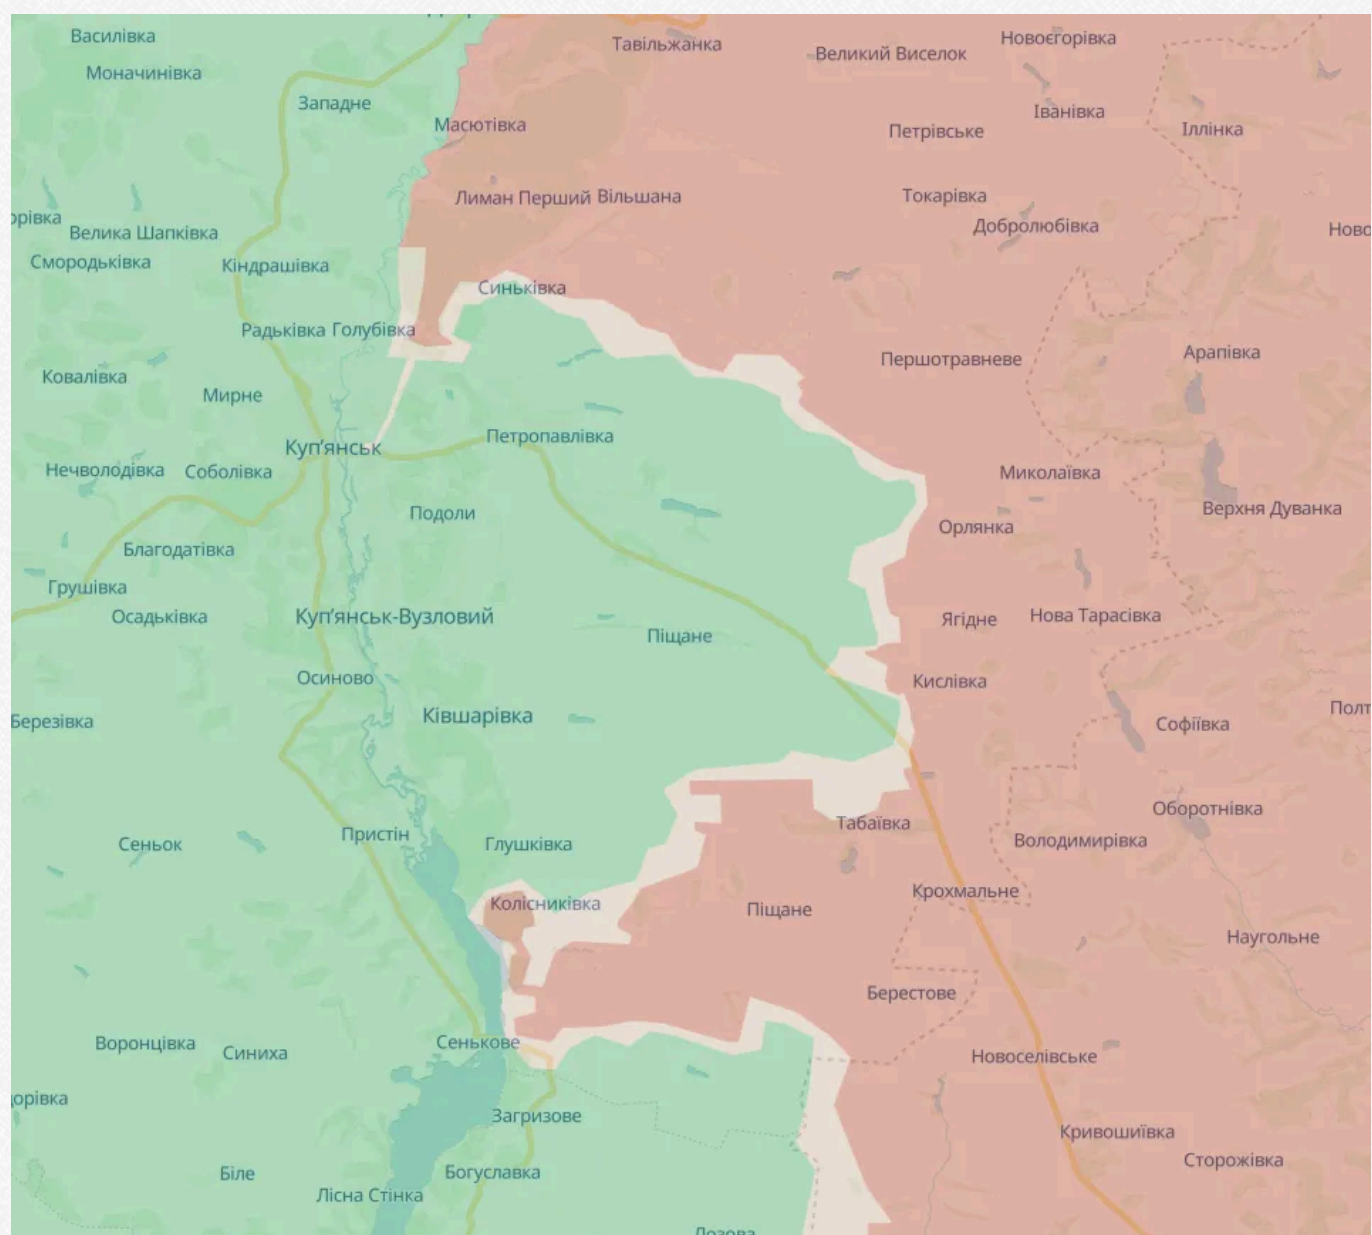 Василівка
Тавільжанка
Новоєгорівка
Великий Виселок
Моначинівка
Західне
Іванівка
Масютівка
Петрівське
Іллінка
Лиман Перший Вільшана
Токарівка
Добролюбівка
Велика Шапківка
Смородьківка
Кіндрашівка
Синьківка
Радьківка Голубівка
Першотравневе
Арапівка
Ковалівка
Мирне
Петропавлівка
Куп’янськ
Нечволодівка
Соболівка
Миколаївка
Верхня Дуванка
Подоли
Орлянка
Благодатівка
Грушівка
Осадьківка
Куп’янськ-Вузловий
Ягідне
Нова Тарасівка
Піщане
Осиново
Кислівка
Березівка
Ківшарівка
Софіївка
Оборотнівка
Табаївка
Пристін
Сеньок
Глушківка
Володимирівка
Крохмальне
Колісниківка
Піщане
Наугольне
Берестове
Воронцівка
Синиха
Сенькове
Новоселівське
Загризове
Кривошиївка
Сторожівка
Біле
Богуславка
Лісна Стінка